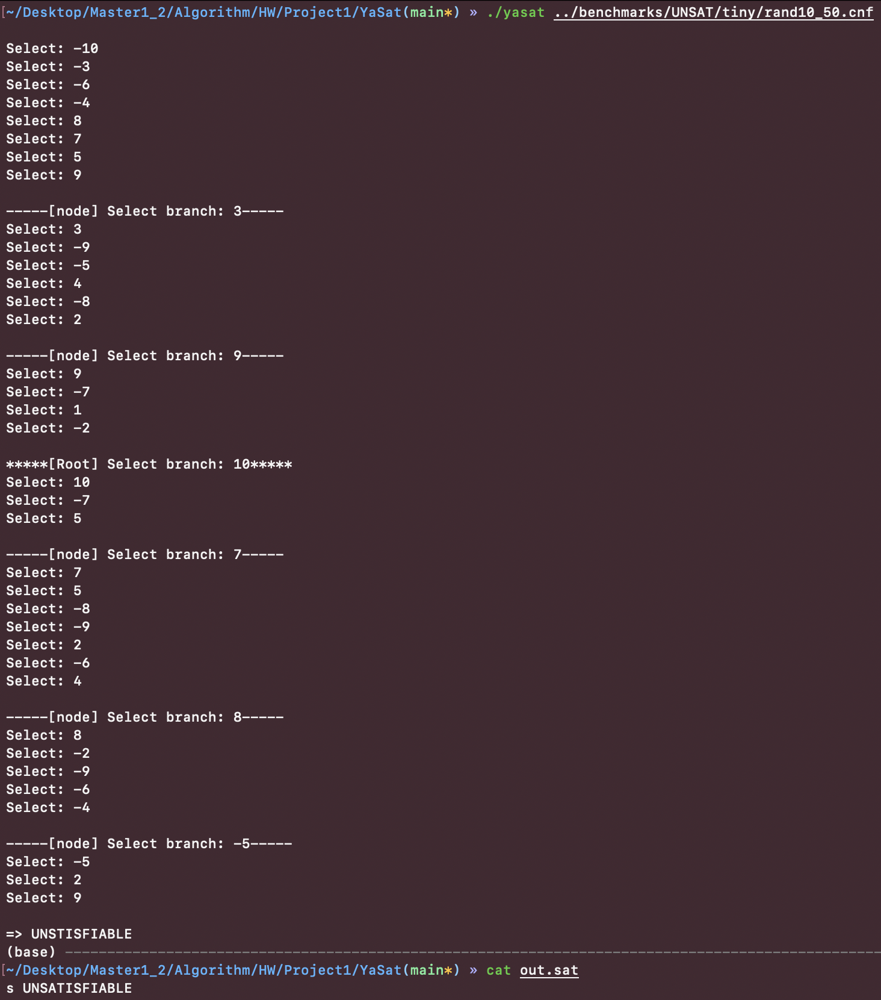 [~/Desktop/Master1_2/Algorithm/HW/Project1/YaSat(main*) » ./yasat ../benchmarks/UNSAT/tiny/rand10_50.cnf
Select: -10
Select: -3
Select: -6
Select: -4
Select: 8
Select: 7
Select: 5
Select: 9
-----[node] Select branch: 3-----
Select: 3
Select: -9
Select: -5
Select: 4
Select: -8
Select: 2
-----[node] Select branch: 9-----
Select: 9
Select: -7
Select: 1
Select: -2
*****[Root] Select branch: 10*****
Select: 10
Select: -7
Select: 5
-----[node] Select branch: 7-----
Select: 7
Select: 5
Select: -8
Select: -9
Select: 2
Select: -6
Select: 4
-----[node] Select branch: 8-----
Select: 8
Select: -2
Select: -9
Select: -6
Select: -4
-----[node] Select branch: -5-----
Select: -5
Select: 2
Select: 9
=> UNSTISFIABLE
(base) ------------------------------------------------------------
[~/Desktop/Master1_2/Algorithm/HW/Project1/YaSat(main*) » cat out.sat
s UNSATISFIABLE